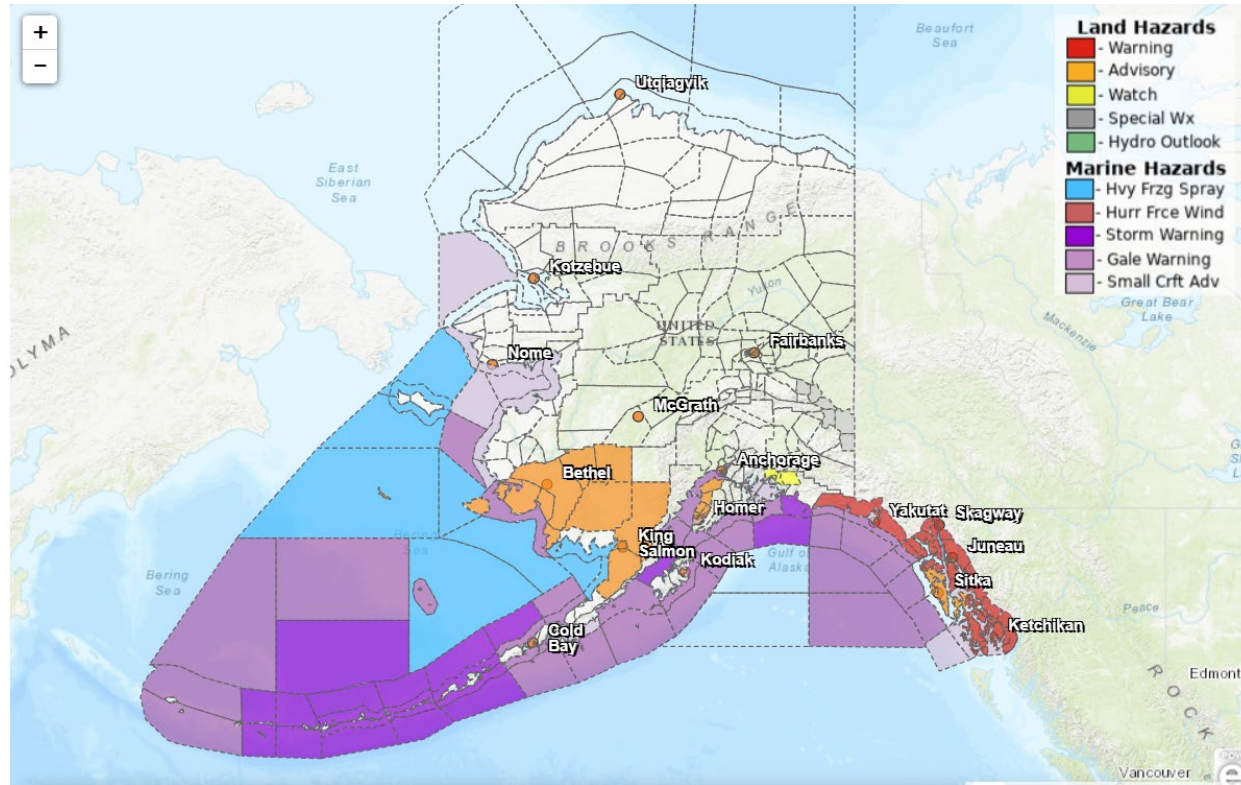 +
−
Beaufort
Sea
Utqiagvik
East
Siberian
Sea
BROOKS RANGE
Kotzebue
Yukon
Great Bear
Lake
Mackenzie
OLYMA
UNITED
STATES
Nome
Fairbanks
McGrath
Bethel
Anchorage
Homer
Yakutat
Skagway
King
Salmon
Kodiak
Juneau
Gulf of
Alaska
Bering
Sea
Sitka
Peace
Cold
Bay
Ketchikan
Edmont
ROCK
Vancouver
Land Hazards
- Warning
- Advisory
- Watch
- Special Wx
- Hydro Outlook
Marine Hazards
- Hvy Frzg Spray
- Hurr Frce Wind
- Storm Warning
- Gale Warning
- Small Crft Adv